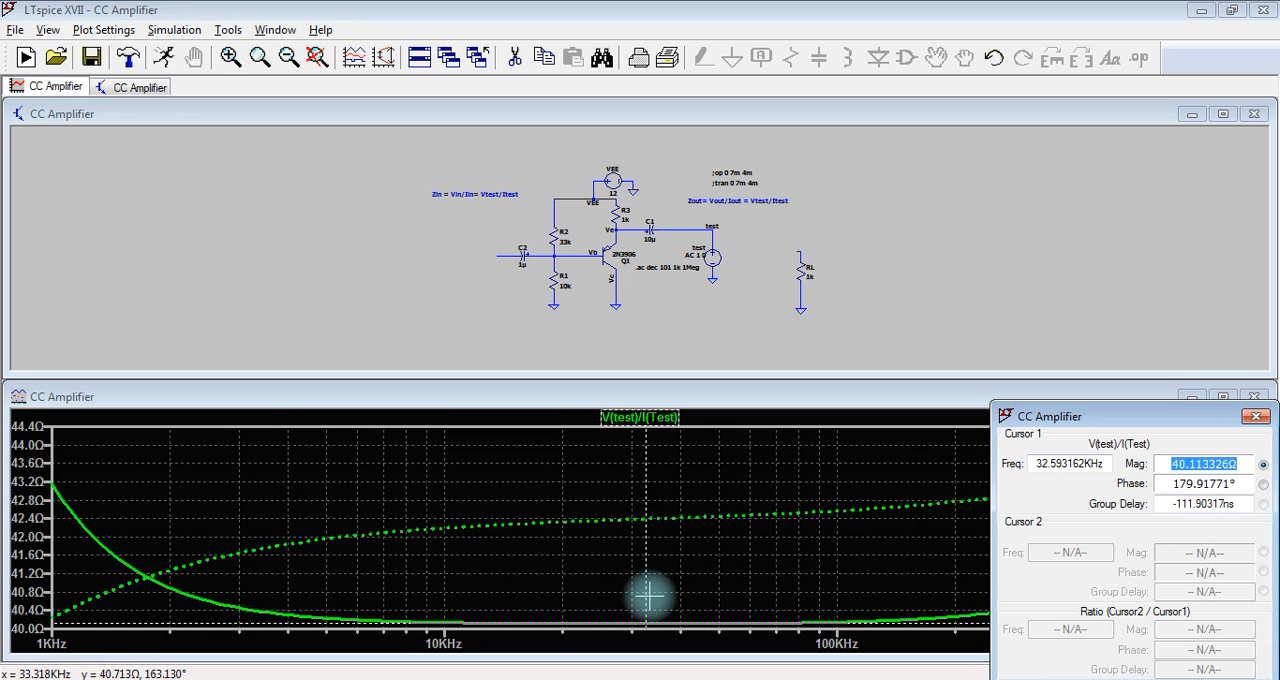 LTspice XVII - CC Amplifier
File View Plot Settings Simulation Tools Window Help
Aa .op
CC Amplifier CC Amplifier
CC Amplifier
VEE
;op 0 7m 4m
;tran 0 7m 4m
Zin = Vin/Iin= Vtest/Itest
12
Zout= Vout/Iout = Vtest/Itest
VEE
R3
1k
C1
10µ
Ve
test
R2
33k
C2
1µ
Vb
2N3906
Q1
test
AC 1 0
.ac dec 101 1k 1Meg
R1
10k
Vc
RL
1k
CC Amplifier
V(test)/I(Test)
44.4Ω
44.0Ω
43.6Ω
43.2Ω
42.8Ω
42.4Ω
42.0Ω
41.6Ω
41.2Ω
40.8Ω
40.4Ω
40.0Ω
1KHz 10KHz 100KHz
CC Amplifier
Cursor 1
V(test)/I(Test)
Freq: 32.593162KHz Mag: 40.113326Ω
Phase: 179.91771°
Group Delay: -111.90317ns
Cursor 2
Freq: -- N/A-- Mag: -- N/A--
Phase: -- N/A--
Group Delay: -- N/A--
Ratio (Cursor2 / Cursor1)
Freq: -- N/A-- Mag: -- N/A--
Phase: -- N/A--
Group Delay: -- N/A--
x = 33.318KHz y = 40.713Ω, 163.130°